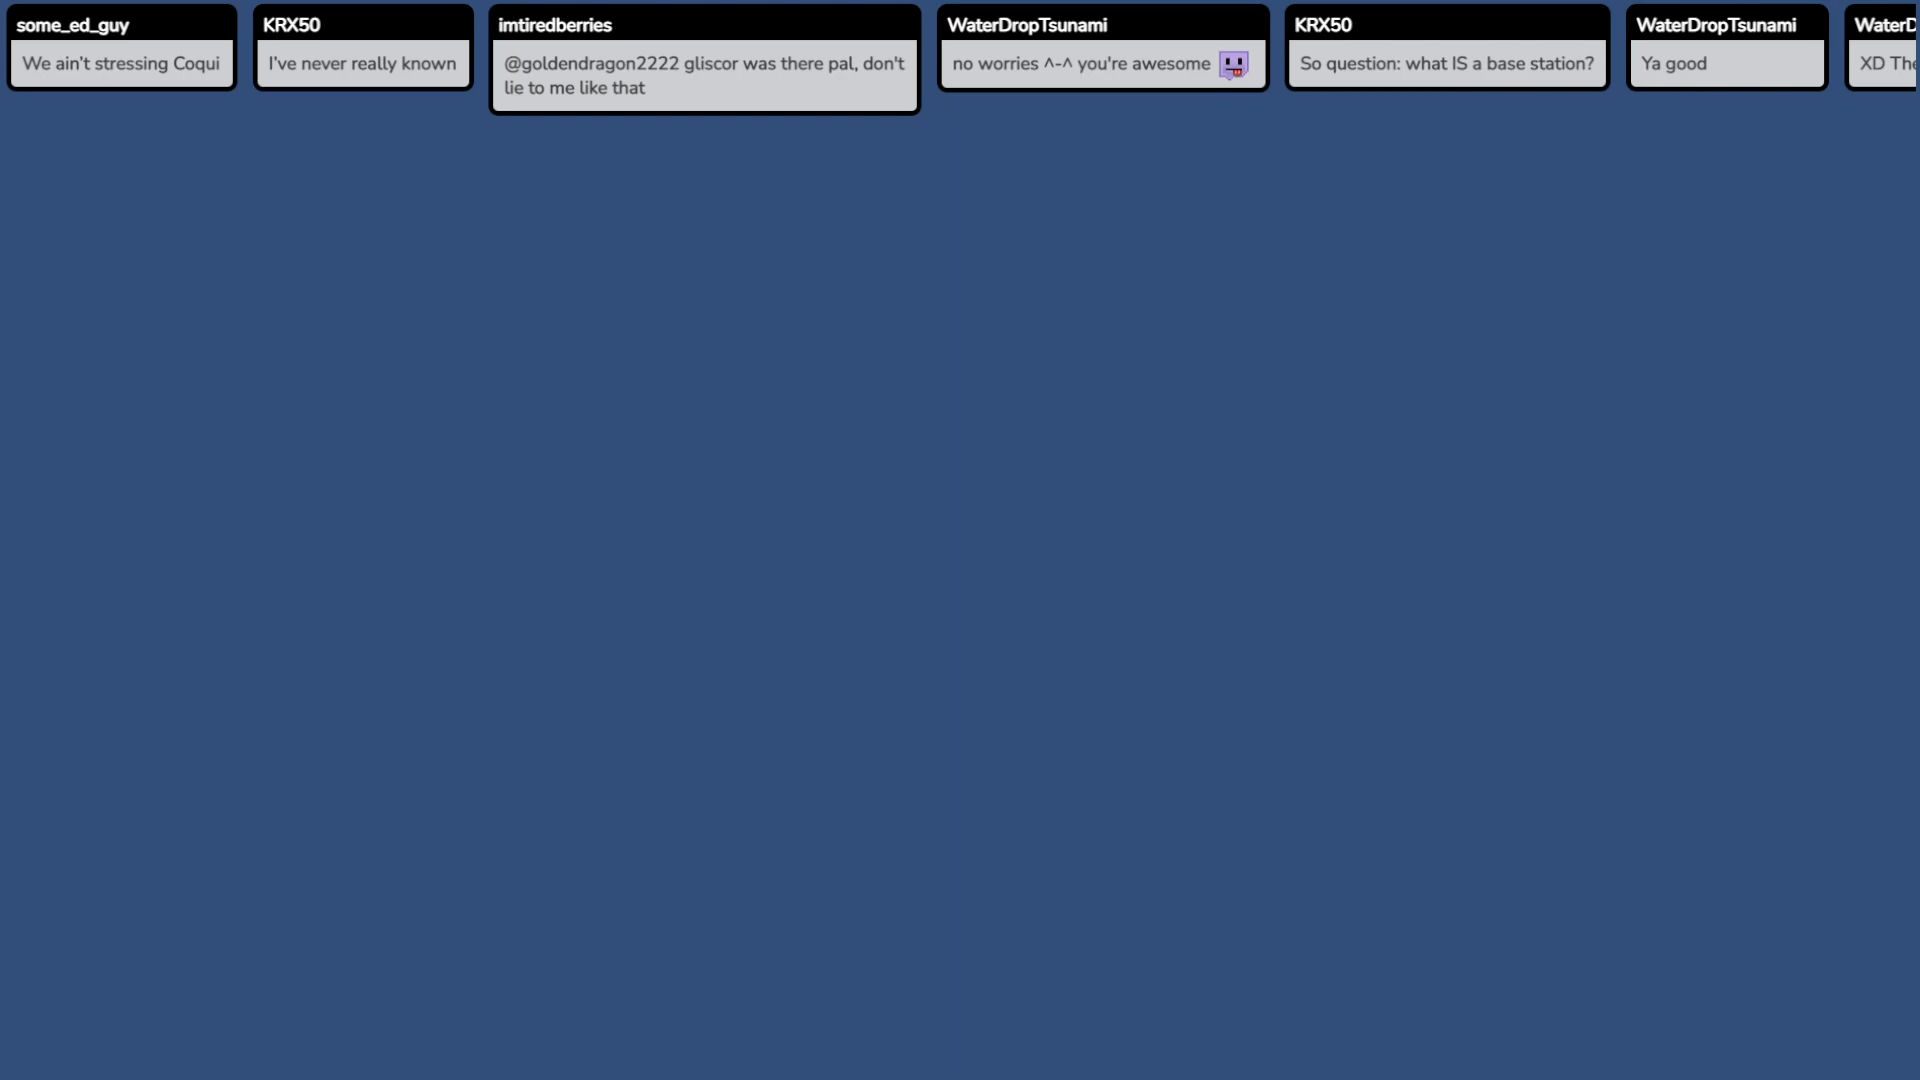 some_ed_guy
We ain't stressing Coqui
KRX50
I've never really known
imtiredberries
@goldendragon2222 gliscor was there pal, don't
lie to me like that
WaterDropTsunami
no worries ^-^ you're awesome
KRX50
So question: what IS a base station?
WaterDropTsunami
Ya good
XD